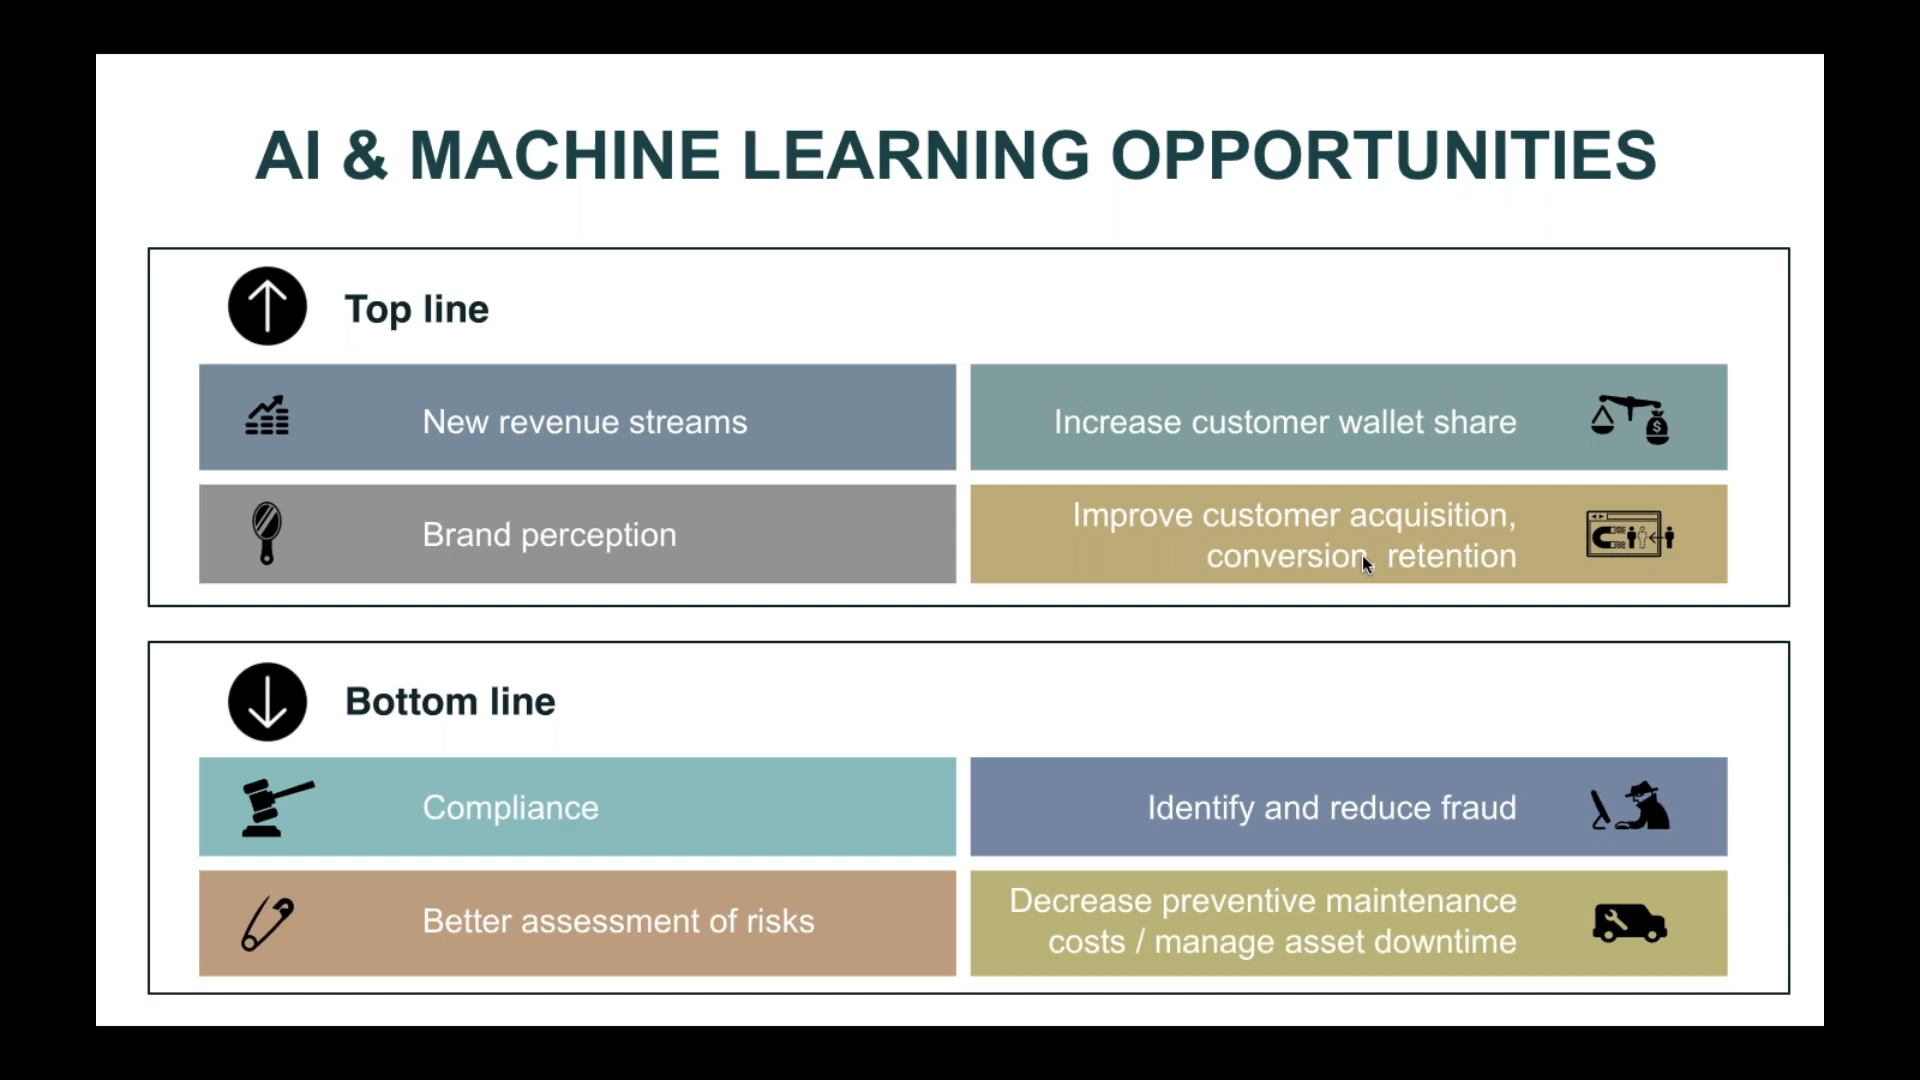 AI & MACHINE LEARNING OPPORTUNITIES
Top line
New revenue streams
Increase customer wallet share
$
Brand perception
Improve customer acquisition,
conversion, retention
Bottom line
Compliance
Identify and reduce fraud
Better assessment of risks
Decrease preventive maintenance
costs / manage asset downtime